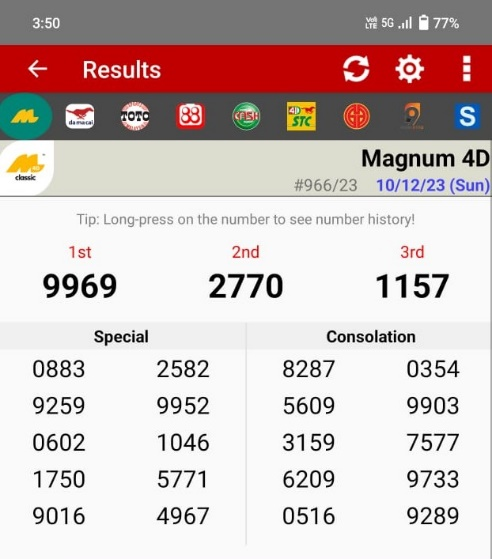 3:50 Voð LTE 5G 77%
Results
damacai TOTO 88 CASH 4D STC 9 S
classic
Magnum 4D
#966/23 10/12/23 (Sun)
Tip: Long-press on the number to see number history!
1st 2nd 3rd
9969 2770 1157
Special Consolation
0883 2582 8287 0354
9259 9952 5609 9903
0602 1046 3159 7577
1750 5771 6209 9733
9016 4967 0516 9289